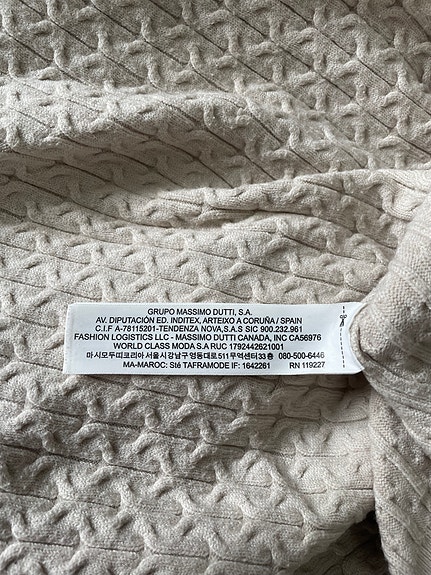 GRUPO MASSIMO DUTTI, S.A.
AV. DIPUTACIÓN ED. INDITEX, ARTEIXO A CORUÑA / SPAIN
C.I.F A-78115201-TENDENZA NOVA,S.A.S SIC 900.232.961
FASHION LOGISTICS LLC - MASSIMO DUTTI CANADA, INC CA56976
WORLD CLASS MODA S.A RUC 1792442621001
마시모두띠코리아 서울시강남구영동대로511무역센터33층 080-500-6446
MA-MAROC: Sté TAFRAMODE IF: 1642261 RN 119227